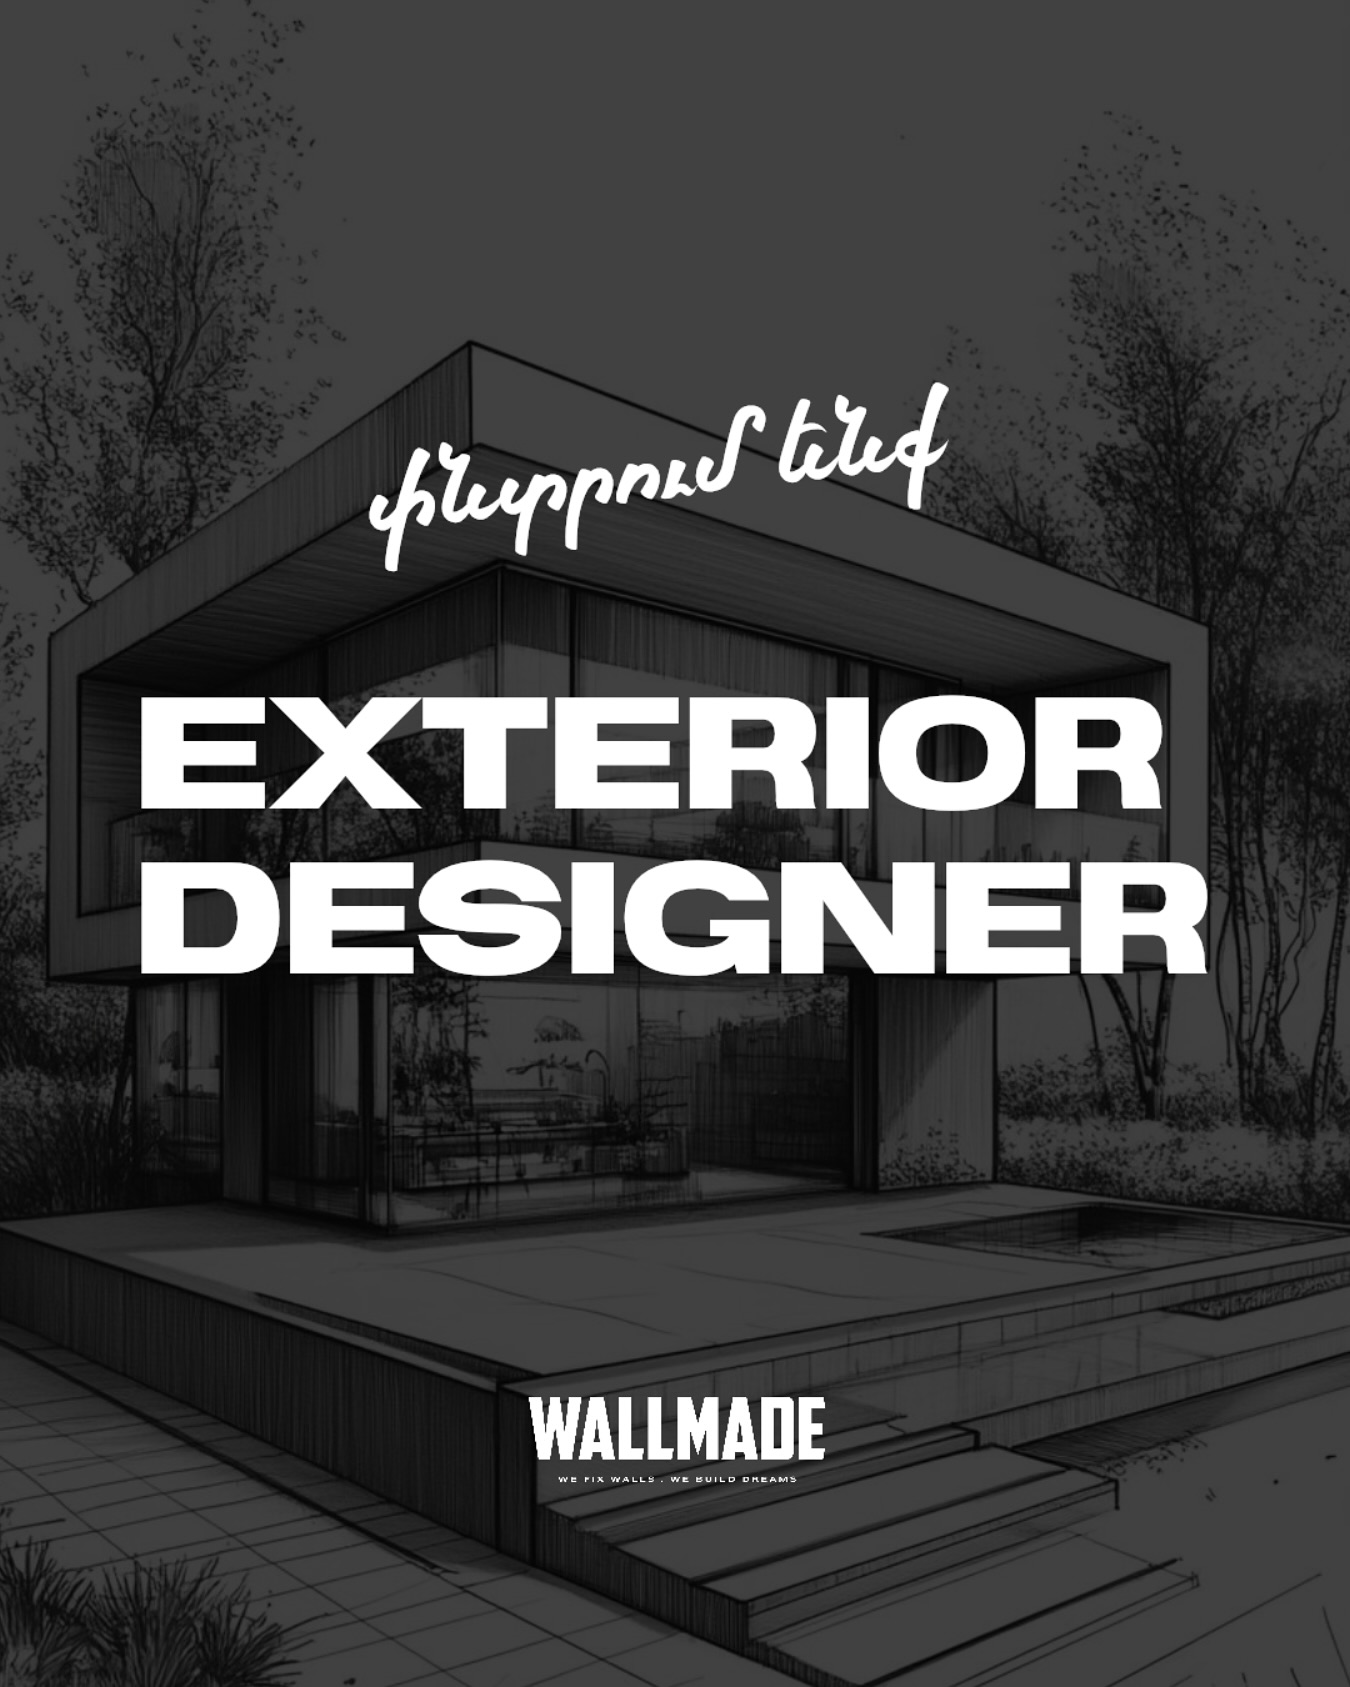 փնտրում ենք
EXTERIOR
DESIGNER
WALLMADE
WE FIX WALLS . WE BUILD DREAMS